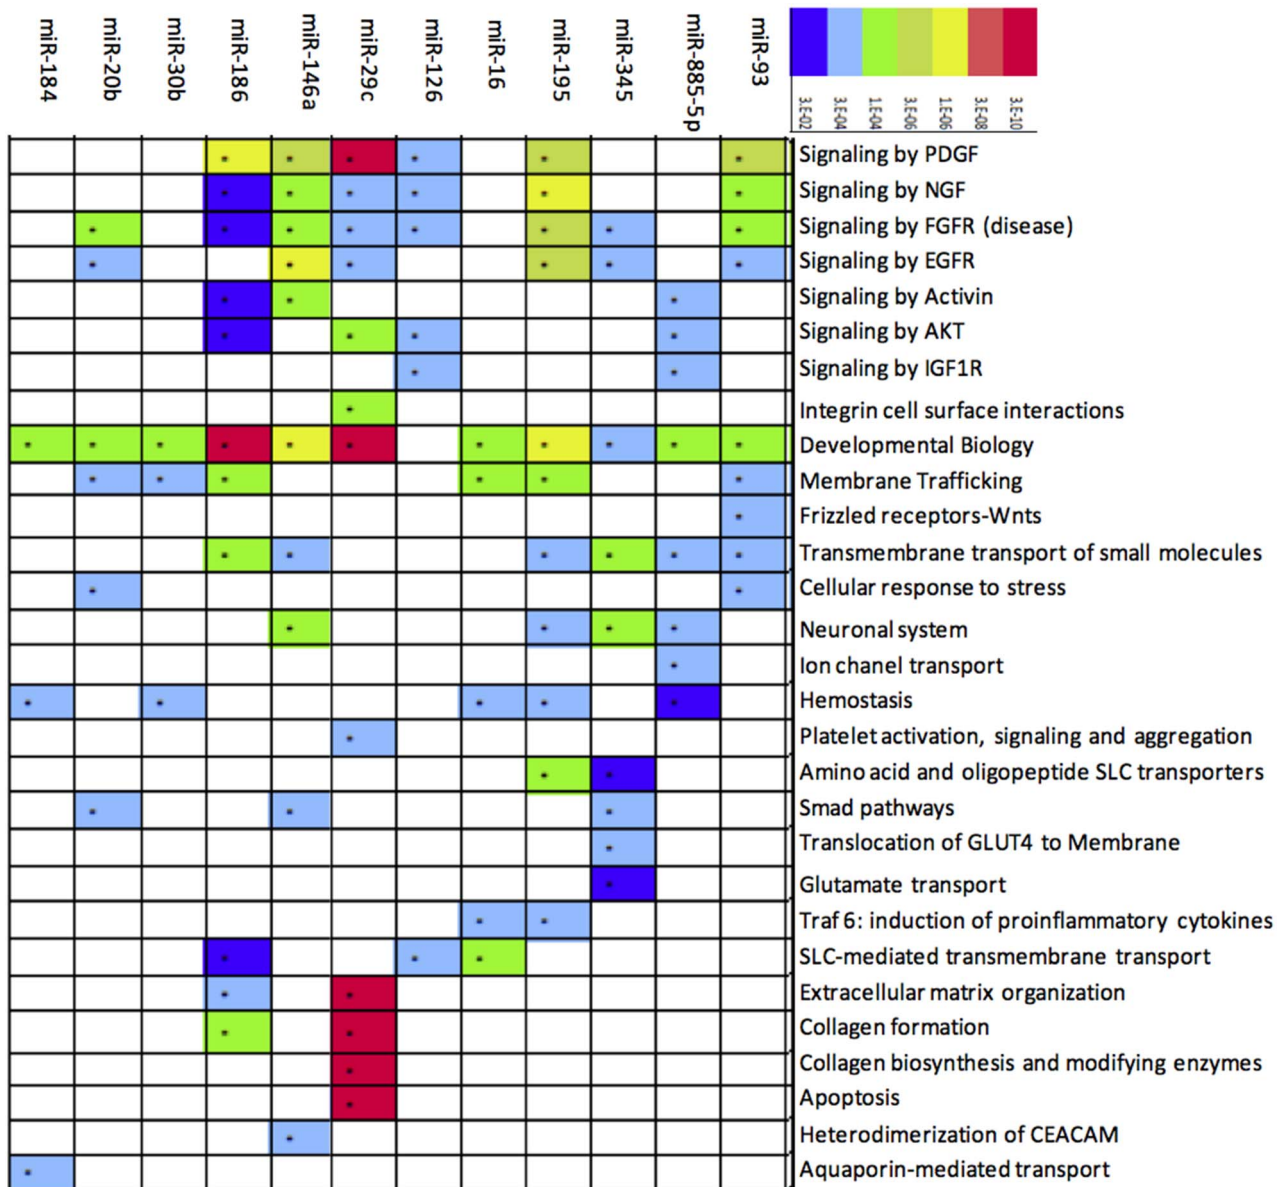 miR-184
miR-20b
miR-30b
miR-186
miR-146a
miR-29c
miR-126
miR-16
miR-195
miR-345
miR-885-5p
miR-93
3.E-02
3.E-04
1.E-04
3.E-06
1.E-06
3.E-08
3.E-10
Signaling by PDGF
Signaling by NGF
Signaling by FGFR (disease)
Signaling by EGFR
Signaling by Activin
Signaling by AKT
Signaling by IGF1R
Integrin cell surface interactions
Developmental Biology
Membrane Trafficking
Frizzled receptors-Wnts
Transmembrane transport of small molecules
Cellular response to stress
Neuronal system
Ion chanel transport
Hemostasis
Platelet activation, signaling and aggregation
Amino acid and oligopeptide SLC transporters
Smad pathways
Translocation of GLUT4 to Membrane
Glutamate transport
Traf 6: induction of proinflammatory cytokines
SLC-mediated transmembrane transport
Extracellular matrix organization
Collagen formation
Collagen biosynthesis and modifying enzymes
Apoptosis
Heterodimerization of CEACAM
Aquaporin-mediated transport